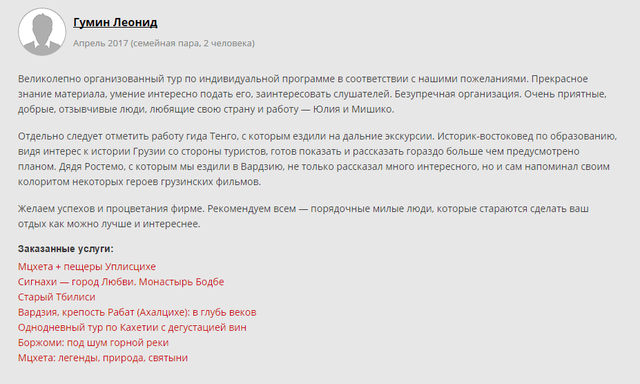 Гумин Леонид
Апрель 2017 (семейная пара, 2 человека)
Великолепно организованный тур по индивидуальной программе в соответствии с нашими пожеланиями. Прекрасное
знание материала, умение интересно подать его, заинтересовать слушателей. Безупречная организация. Очень приятные,
добрые, отзывчивые люди, любящие свою страну и работу — Юлия и Мишико.
Отдельно следует отметить работу гида Тенго, с которым ездили на дальние экскурсии. Историк-востоковед по образованию,
видя интерес к истории Грузии со стороны туристов, готов показать и рассказать гораздо больше чем предусмотрено
планом. Дядя Ростемо, с которым мы ездили в Вардзию, не только рассказал много интересного, но и сам напоминал своим
колоритом некоторых героев грузинских фильмов.
Желаем успехов и процветания фирме. Рекомендуем всем — порядочные милые люди, которые стараются сделать ваш
отдых как можно лучше и интереснее.
Заказанные услуги:
Мцхета + пещеры Уплисцихе
Сигнахи — город Любви. Монастырь Бодбе
Старый Тбилиси
Вардзия, крепость Рабат (Ахалцихе): в глубь веков
Однодневный тур по Кахетии с дегустацией вин
Боржоми: под шум горной реки
Мцхета: легенды, природа, святыни